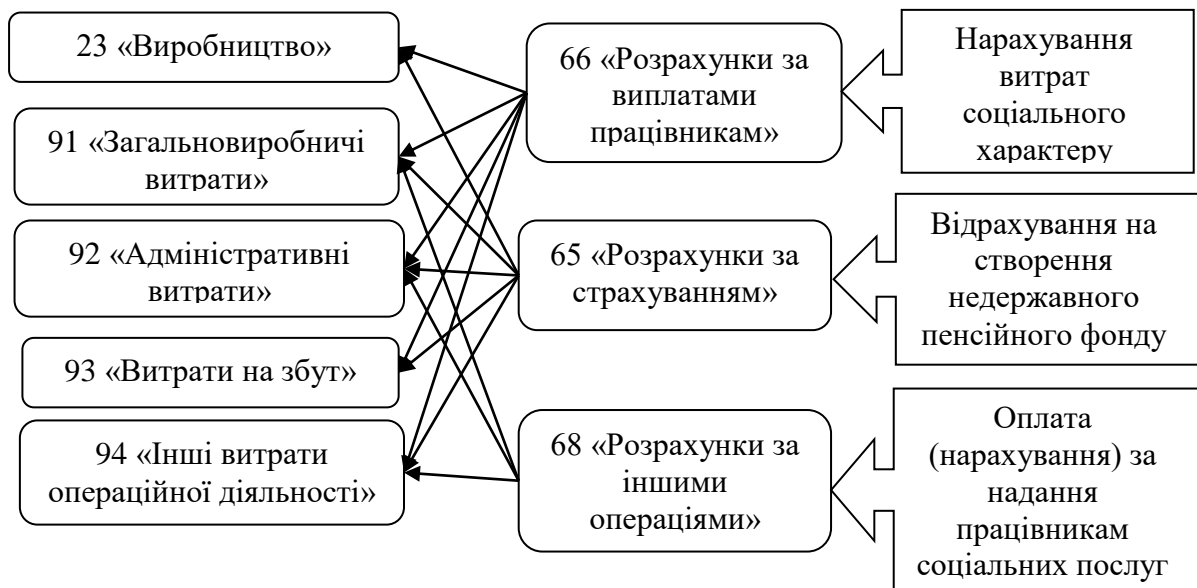 23 «Виробництво»
91 «Загальновиробничі
витрати»
92 «Адміністративні
витрати»
93 «Витрати на збут»
94 «Інші витрати
операційної діяльності»
66 «Розрахунки за
виплатами
працівникам»
65 «Розрахунки за
страхуванням»
68 «Розрахунки за
іншими
операціями»
Нарахування
витрат
соціального
характеру
Відрахування на
створення
недержавного
пенсійного фонду
Оплата
(нарахування) за
надання
працівникам
соціальних послуг